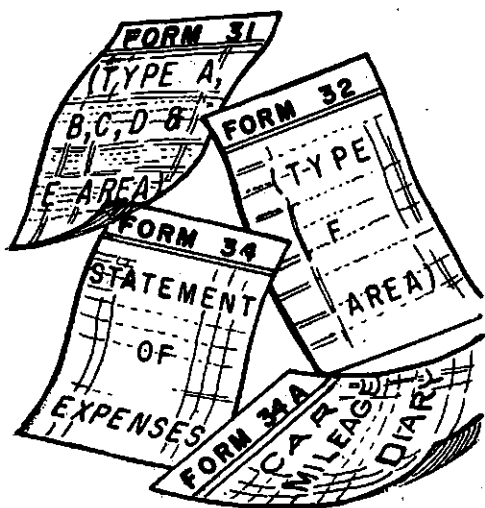 FORM 31
(TYPE A,
B,C,D &
E AREA)
FORM 32
(TYPE
F
AREA)
FORM 34
STATEMENT
OF
EXPENSES
FORM 34A
CAR
MILEAGE
DIARY